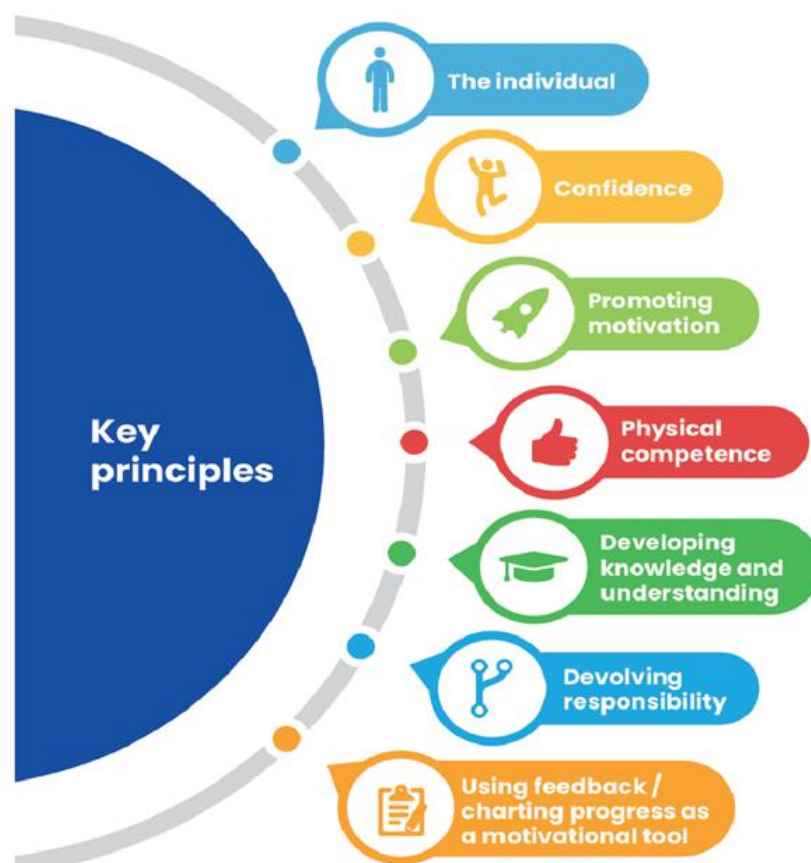 The individual
Confidence
Promoting
motivation
Key
principles
Physical
competence
Developing
knowledge and
understanding
Devolving
responsibility
Using feedback /
charting progress as
a motivational tool